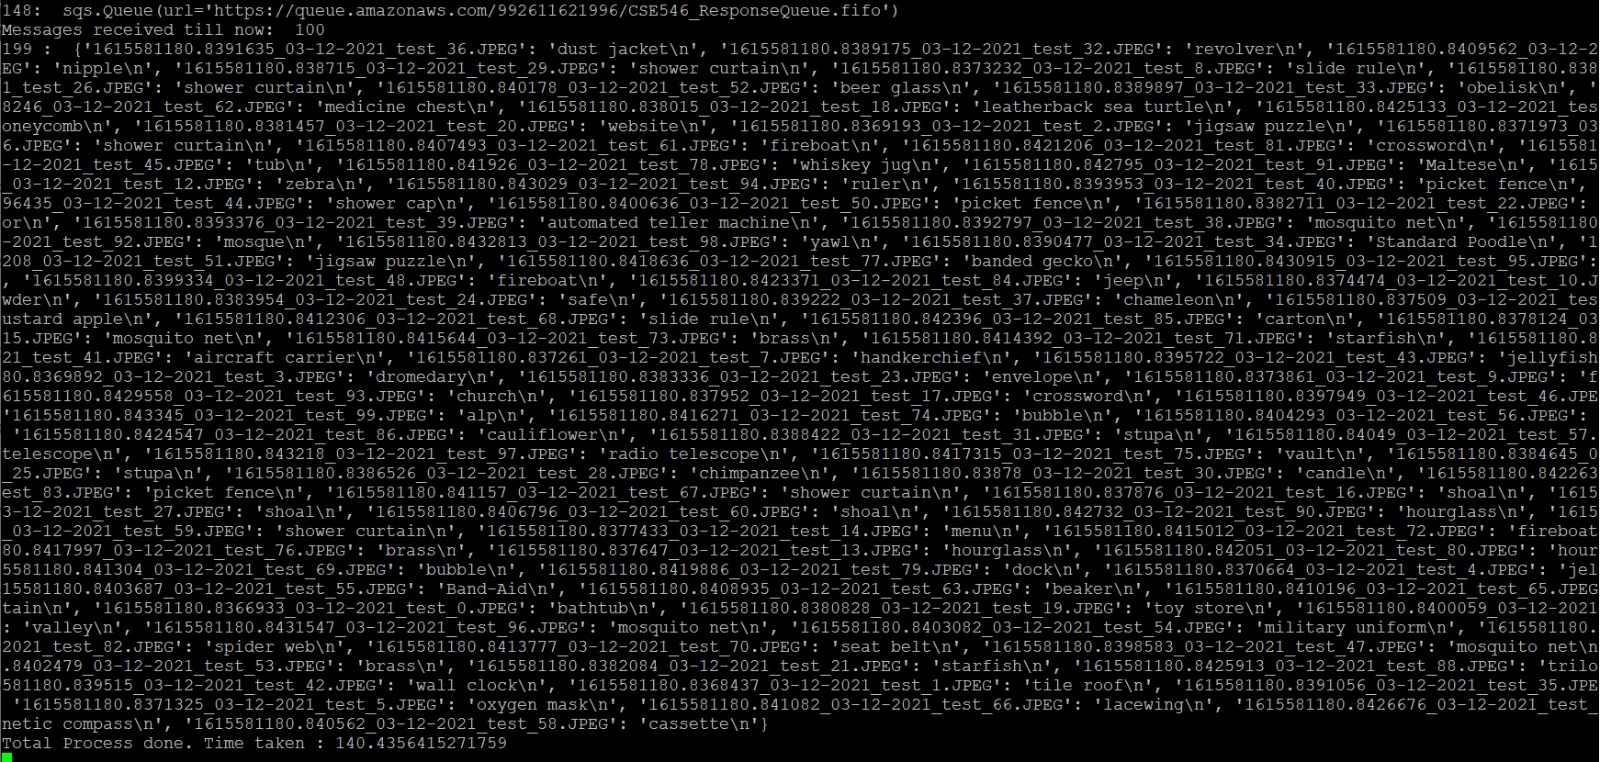 148:  sqs.Queue(url='https://queue.amazonaws.com/992611621996/CSE546_ResponseQueue.fifo')
Messages received till now:  100
199 :  {'1615581180.8391635_03-12-2021_test_36.JPEG': 'dust jacket\n', '1615581180.8389175_03-12-2021_test_32.JPEG': 'revolver\n', '1615581180.8409562_03-12-2
EG': 'nipple\n', '1615581180.838715_03-12-2021_test_29.JPEG': 'shower curtain\n', '1615581180.8373232_03-12-2021_test_8.JPEG': 'slide rule\n', '1615581180.838
1_test_26.JPEG': 'shower curtain\n', '1615581180.840178_03-12-2021_test_52.JPEG': 'beer glass\n', '1615581180.8389897_03-12-2021_test_33.JPEG': 'obelisk\n', '
8246_03-12-2021_test_62.JPEG': 'medicine chest\n', '1615581180.838015_03-12-2021_test_18.JPEG': 'leatherback sea turtle\n', '1615581180.8425133_03-12-2021_tes
oneycomb\n', '1615581180.8381457_03-12-2021_test_20.JPEG': 'website\n', '1615581180.8369193_03-12-2021_test_2.JPEG': 'jigsaw puzzle\n', '1615581180.8371973_03
6.JPEG': 'shower curtain\n', '1615581180.8407493_03-12-2021_test_61.JPEG': 'fireboat\n', '1615581180.8421206_03-12-2021_test_81.JPEG': 'crossword\n', '1615581
-12-2021_test_45.JPEG': 'tub\n', '1615581180.841926_03-12-2021_test_78.JPEG': 'whiskey jug\n', '1615581180.842795_03-12-2021_test_91.JPEG': 'Maltese\n', '1615
_03-12-2021_test_12.JPEG': 'zebra\n', '1615581180.843029_03-12-2021_test_94.JPEG': 'ruler\n', '1615581180.8393953_03-12-2021_test_40.JPEG': 'picket fence\n', 
96435_03-12-2021_test_44.JPEG': 'shower cap\n', '1615581180.8400636_03-12-2021_test_50.JPEG': 'picket fence\n', '1615581180.8382711_03-12-2021_test_22.JPEG':
or\n', '1615581180.8393376_03-12-2021_test_39.JPEG': 'automated teller machine\n', '1615581180.8392797_03-12-2021_test_38.JPEG': 'mosquito net\n', '1615581180
-2021_test_92.JPEG': 'mosque\n', '1615581180.8432813_03-12-2021_test_98.JPEG': 'yawl\n', '1615581180.8390477_03-12-2021_test_34.JPEG': 'Standard Poodle\n', '1
208_03-12-2021_test_51.JPEG': 'jigsaw puzzle\n', '1615581180.8418636_03-12-2021_test_77.JPEG': 'banded gecko\n', '1615581180.8430915_03-12-2021_test_95.JPEG':
, '1615581180.8399334_03-12-2021_test_48.JPEG': 'fireboat\n', '1615581180.8423371_03-12-2021_test_84.JPEG': 'jeep\n', '1615581180.8374474_03-12-2021_test_10.J
wder\n', '1615581180.8383954_03-12-2021_test_24.JPEG': 'safe\n', '1615581180.839222_03-12-2021_test_37.JPEG': 'chameleon\n', '1615581180.837509_03-12-2021_tes
ustard apple\n', '1615581180.8412306_03-12-2021_test_68.JPEG': 'slide rule\n', '1615581180.842396_03-12-2021_test_85.JPEG': 'carton\n', '1615581180.8378124_03
15.JPEG': 'mosquito net\n', '1615581180.8415644_03-12-2021_test_73.JPEG': 'brass\n', '1615581180.8414392_03-12-2021_test_71.JPEG': 'starfish\n', '1615581180.8
21_test_41.JPEG': 'aircraft carrier\n', '1615581180.837261_03-12-2021_test_7.JPEG': 'handkerchief\n', '1615581180.8395722_03-12-2021_test_43.JPEG': 'jellyfish
80.8369892_03-12-2021_test_3.JPEG': 'dromedary\n', '1615581180.8383336_03-12-2021_test_23.JPEG': 'envelope\n', '1615581180.8373861_03-12-2021_test_9.JPEG': 'f
615581180.8429558_03-12-2021_test_93.JPEG': 'church\n', '1615581180.837952_03-12-2021_test_17.JPEG': 'crossword\n', '1615581180.8397949_03-12-2021_test_46.JPE
'1615581180.843345_03-12-2021_test_99.JPEG': 'alp\n', '1615581180.8416271_03-12-2021_test_74.JPEG': 'bubble\n', '1615581180.8404293_03-12-2021_test_56.JPEG':
 '1615581180.8424547_03-12-2021_test_86.JPEG': 'cauliflower\n', '1615581180.8388422_03-12-2021_test_31.JPEG': 'stupa\n', '1615581180.84049_03-12-2021_test_57.
telescope\n', '1615581180.843218_03-12-2021_test_97.JPEG': 'radio telescope\n', '1615581180.8417315_03-12-2021_test_75.JPEG': 'vault\n', '1615581180.8384645_0
_25.JPEG': 'stupa\n', '1615581180.8386526_03-12-2021_test_28.JPEG': 'chimpanzee\n', '1615581180.83878_03-12-2021_test_30.JPEG': 'candle\n', '1615581180.842263
est_83.JPEG': 'picket fence\n', '1615581180.841157_03-12-2021_test_67.JPEG': 'shower curtain\n', '1615581180.837876_03-12-2021_test_16.JPEG': 'shoal\n', '1615
3-12-2021_test_27.JPEG': 'shoal\n', '1615581180.8406796_03-12-2021_test_60.JPEG': 'shoal\n', '1615581180.842732_03-12-2021_test_90.JPEG': 'hourglass\n', '1615
_03-12-2021_test_59.JPEG': 'shower curtain\n', '1615581180.8377433_03-12-2021_test_14.JPEG': 'menu\n', '1615581180.8415012_03-12-2021_test_72.JPEG': 'fireboat
80.8417997_03-12-2021_test_76.JPEG': 'brass\n', '1615581180.837647_03-12-2021_test_13.JPEG': 'hourglass\n', '1615581180.842051_03-12-2021_test_80.JPEG': 'hour
5581180.841304_03-12-2021_test_69.JPEG': 'bubble\n', '1615581180.8419886_03-12-2021_test_79.JPEG': 'dock\n', '1615581180.8370664_03-12-2021_test_4.JPEG': 'jel
15581180.8403687_03-12-2021_test_55.JPEG': 'Band-Aid\n', '1615581180.8408935_03-12-2021_test_63.JPEG': 'beaker\n', '1615581180.8410196_03-12-2021_test_65.JPEG
tain\n', '1615581180.8366933_03-12-2021_test_0.JPEG': 'bathtub\n', '1615581180.8380828_03-12-2021_test_19.JPEG': 'toy store\n', '1615581180.8400059_03-12-2021
: 'valley\n', '1615581180.8431547_03-12-2021_test_96.JPEG': 'mosquito net\n', '1615581180.8403082_03-12-2021_test_54.JPEG': 'military uniform\n', '1615581180.
2021_test_82.JPEG': 'spider web\n', '1615581180.8413777_03-12-2021_test_70.JPEG': 'seat belt\n', '1615581180.8398583_03-12-2021_test_47.JPEG': 'mosquito net\n
.8402479_03-12-2021_test_53.JPEG': 'brass\n', '1615581180.8382084_03-12-2021_test_21.JPEG': 'starfish\n', '1615581180.8425913_03-12-2021_test_88.JPEG': 'trilo
581180.839515_03-12-2021_test_42.JPEG': 'wall clock\n', '1615581180.8368437_03-12-2021_test_1.JPEG': 'tile roof\n', '1615581180.8391056_03-12-2021_test_35.JPE
 '1615581180.8371325_03-12-2021_test_5.JPEG': 'oxygen mask\n', '1615581180.841082_03-12-2021_test_66.JPEG': 'lacewing\n', '1615581180.8426676_03-12-2021_test_
netic compass\n', '1615581180.840562_03-12-2021_test_58.JPEG': 'cassette\n'}
Total Process done. Time taken : 140.4356415271759